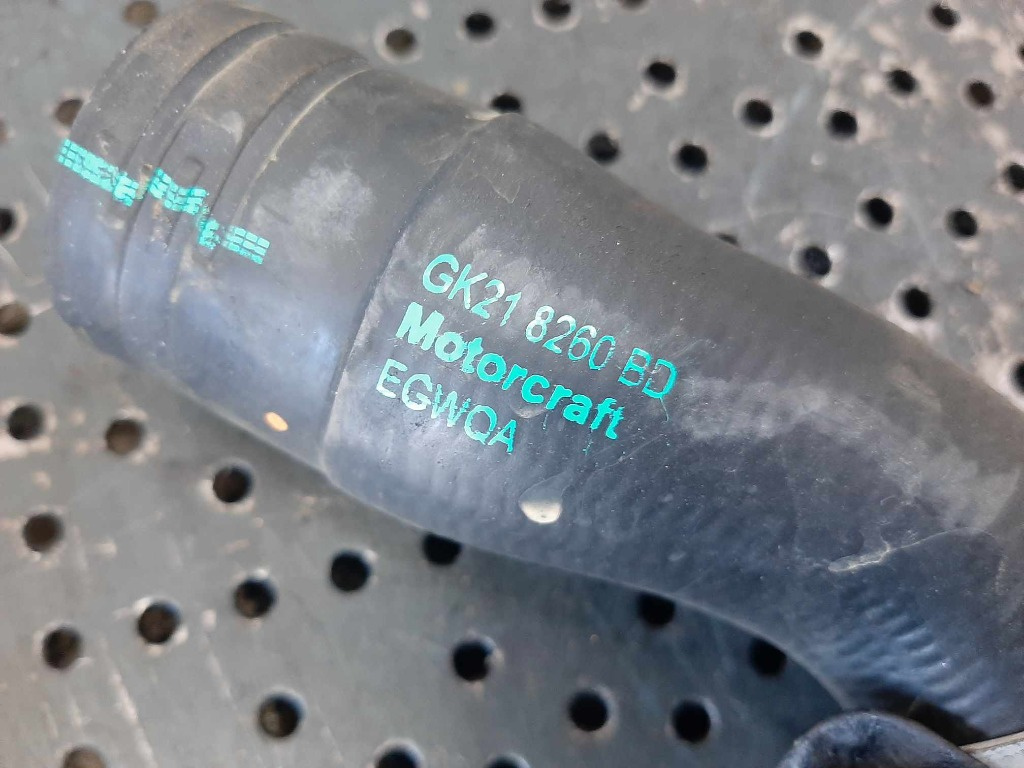 GK21 8260 BD
Motorcraft
EGWQA